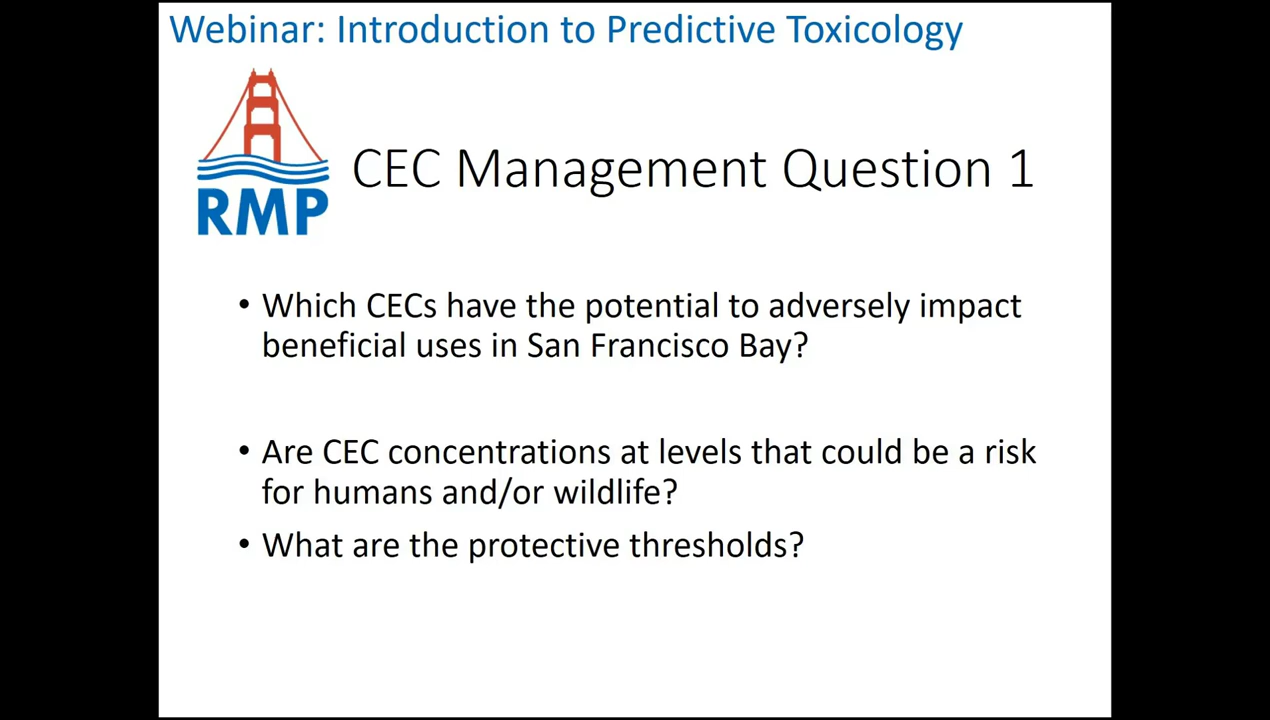 Webinar: Introduction to Predictive Toxicology
RMP
CEC Management Question 1
• Which CECs have the potential to adversely impact
beneficial uses in San Francisco Bay?
• Are CEC concentrations at levels that could be a risk
for humans and/or wildlife?
• What are the protective thresholds?